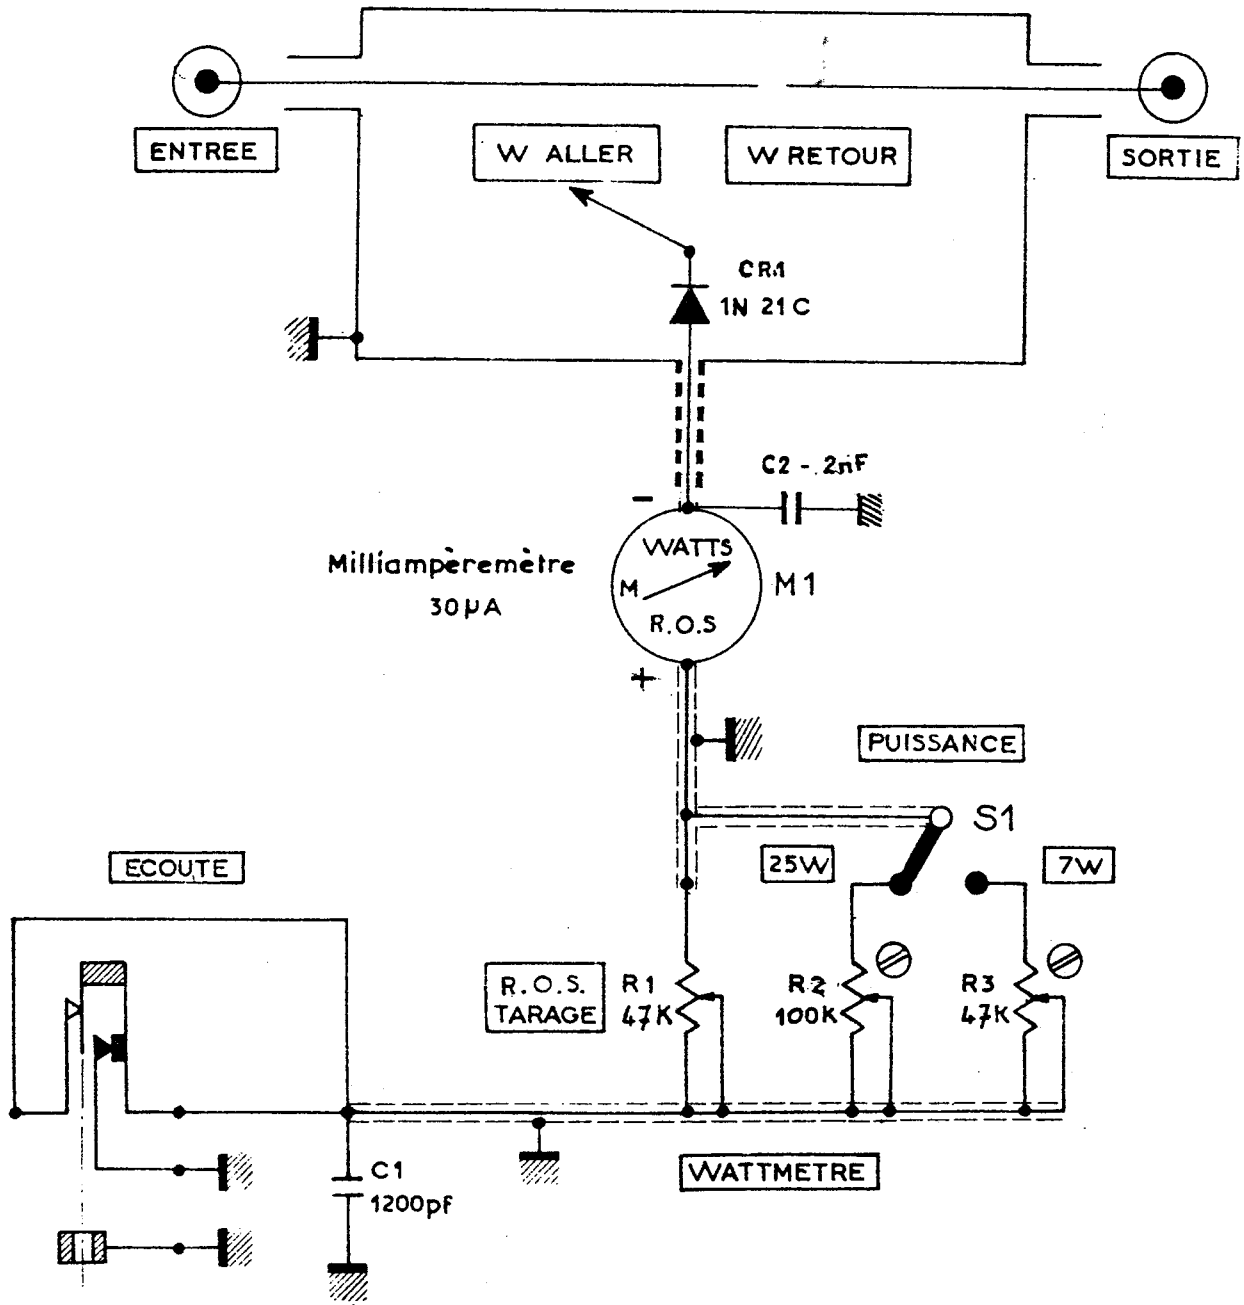 ENTREE
W ALLER
W RETOUR
SORTIE
CR1
1N 21C
C2 - .2nF
-
Milliampèremètre
30µA
WATTS
M
R.O.S
M1
+
PUISSANCE
S1
25W
7W
ECOUTE
R.O.S.
TARAGE
R1
47K
R2
100K
R3
47K
C1
1200pf
WATTMETRE